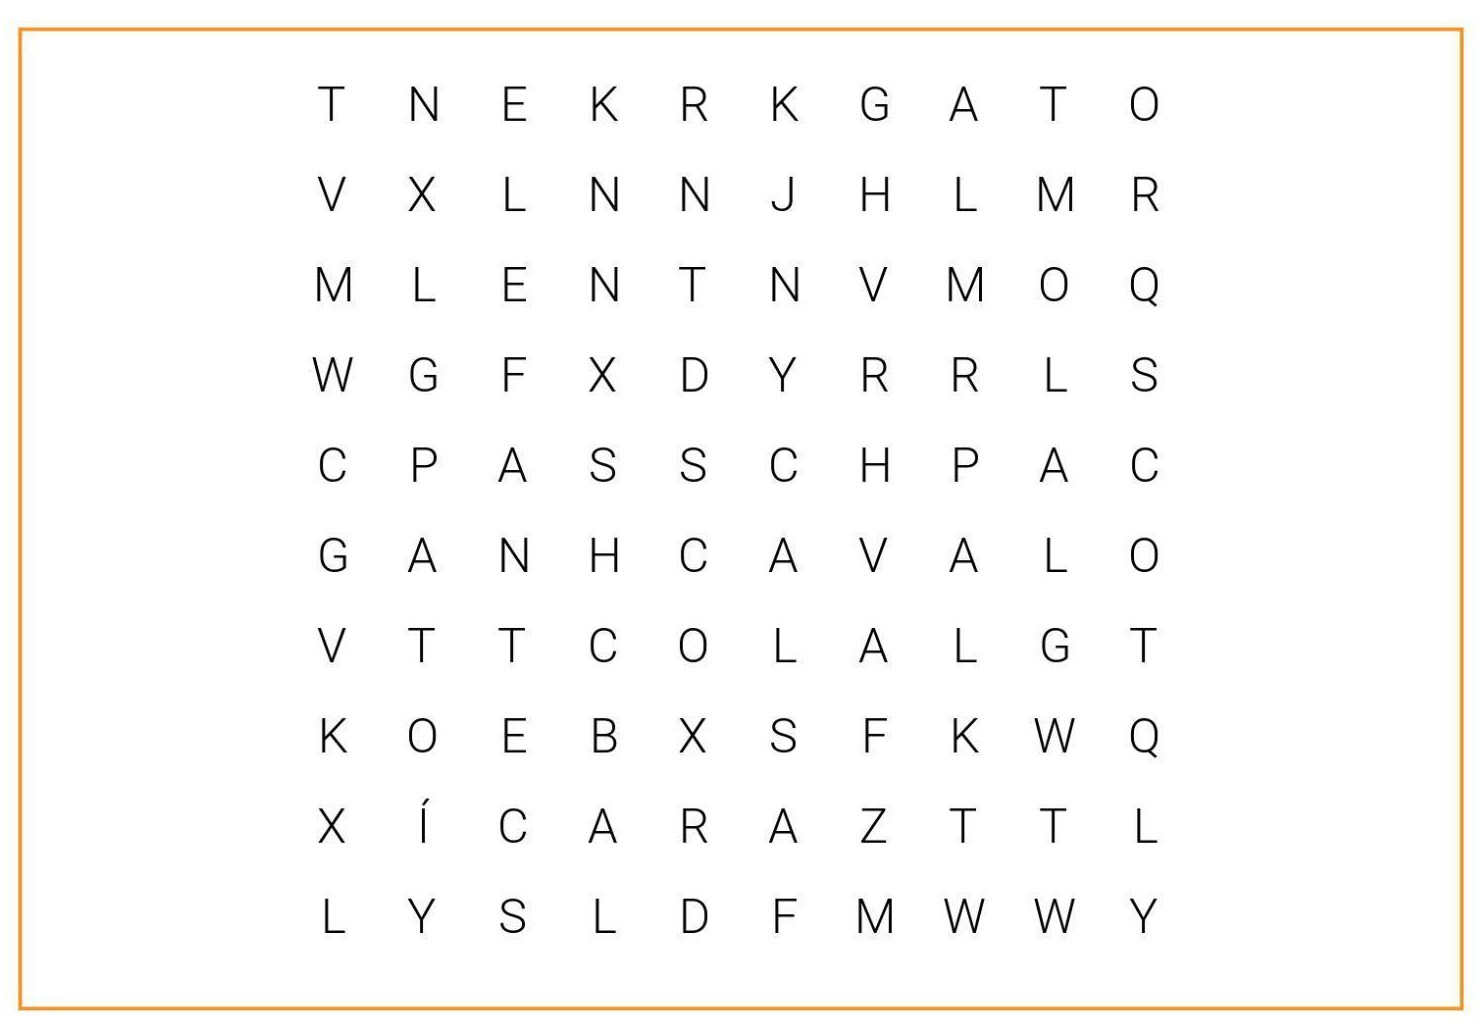 T N E K R K G A T O
V X L N N J H L M R
M L E N T N V M O Q
W G F X D Y R R L S
C P A S S C H P A C
G A N H C A V A L O
V T T C O L A L G T
K O E B X S F K W Q
X Í C A R A Z T T L
L Y S L D F M W W Y